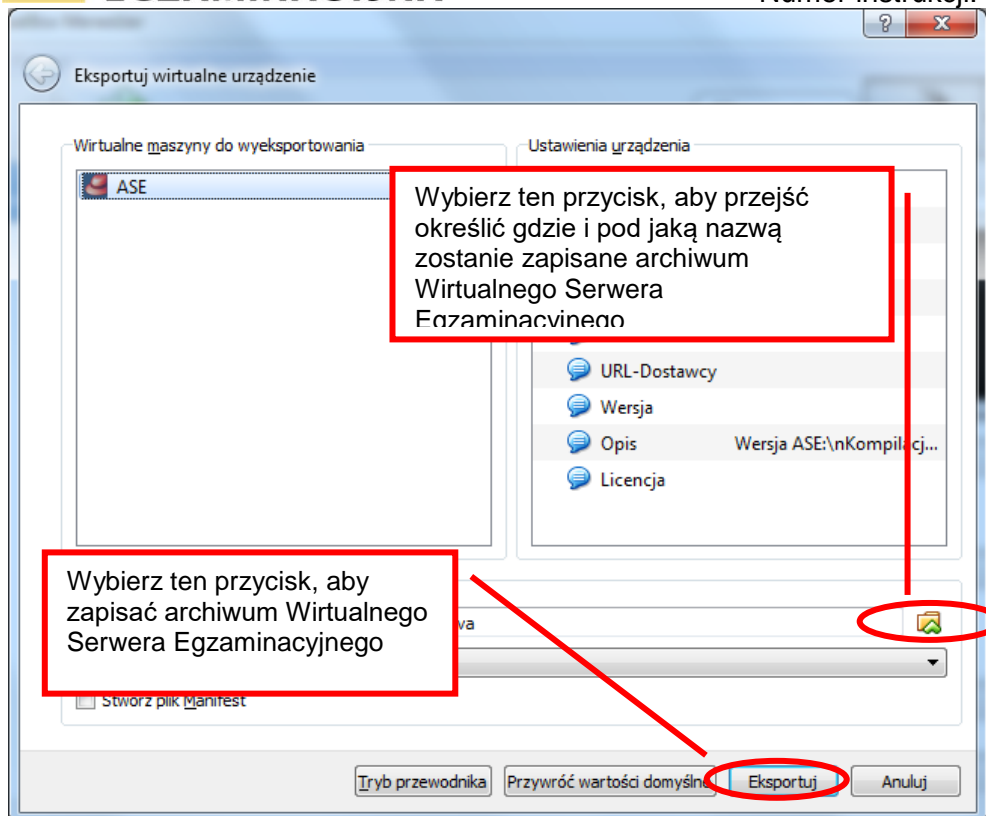 Eksportuj wirtualne urządzenie
Wirtualne maszyny do wyeksportowania
Ustawienia urządzenia
ASE
Wybierz ten przycisk, aby przejść
określić gdzie i pod jaką nazwą
zostanie zapisane archiwum
Wirtualnego Serwera
Egzaminacyjnego
URL-Dostawcy
Wersja
Opis Wersja ASE:\nKompilacj...
Licencja
Wybierz ten przycisk, aby
zapisać archiwum Wirtualnego
Serwera Egzaminacyjnego
va
Stwórz plik Manifest
Tryb przewodnika Przywróć wartości domyślne Eksportuj Anuluj